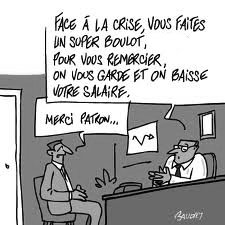 FACE À LA CRISE, VOUS FAITES
UN SUPER BOULOT,
POUR VOUS REMERCIER,
ON VOUS GARDE ET ON BAISSE
VOTRE SALAIRE.
MERCI PATRON...